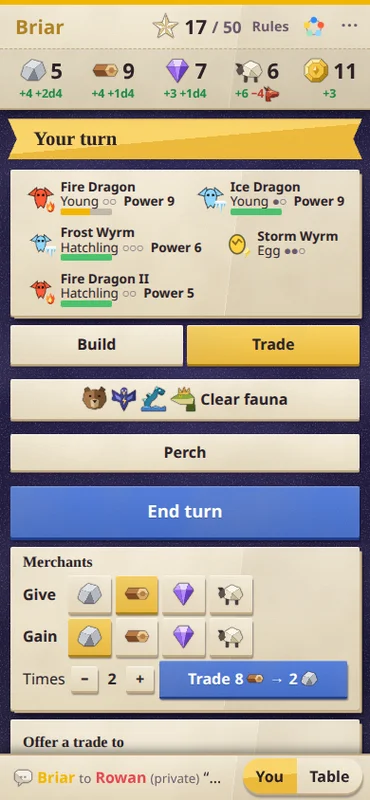 Briar 17 / 50 Rules ...
5 9 7 6 11
+4 +2d4 +4 +1d4 +3 +1d4 +6 −4 +3
Your turn
Fire Dragon
Young Power 9
Ice Dragon
Young Power 9
Frost Wyrm
Hatchling Power 6
Storm Wyrm
Egg
Fire Dragon II
Hatchling Power 5
Build Trade
Clear fauna
Perch
End turn
Merchants
Give
Gain
Times − 2 + Trade 8 → 2
Offer a trade to
Briar to Rowan (private) “... You Table